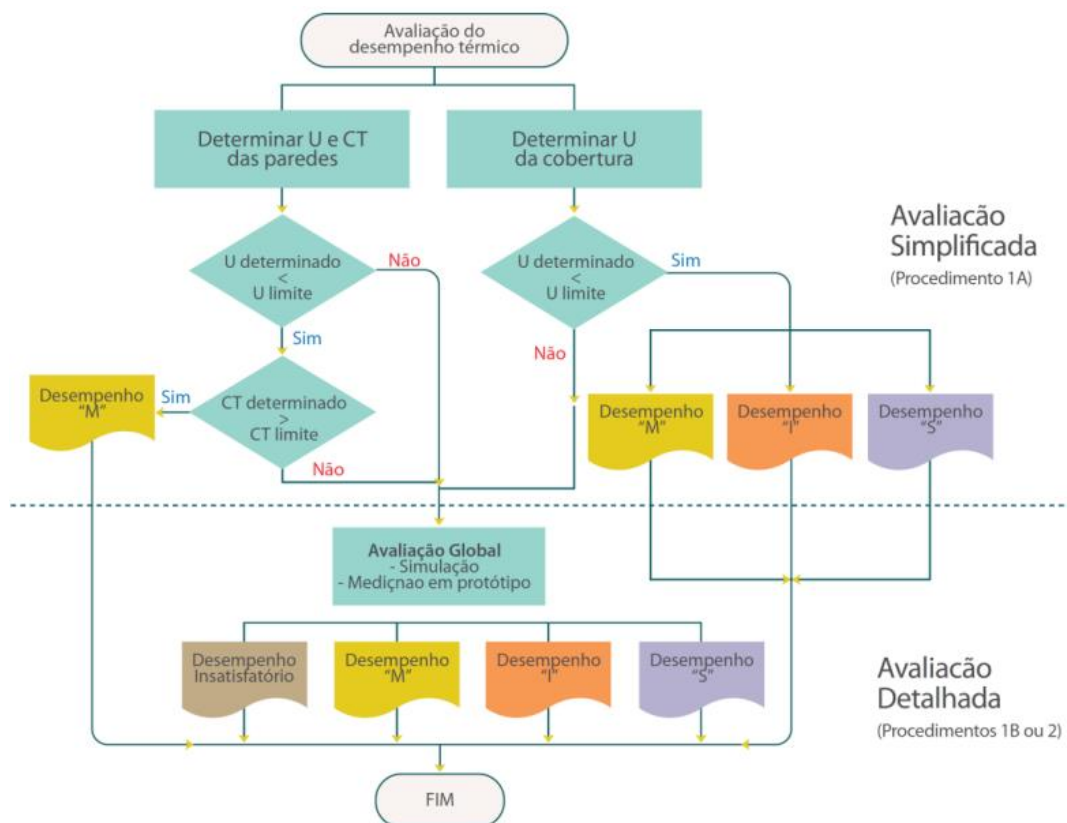 Avaliação do
desempenho térmico
Determinar U e CT
das paredes
Determinar U
da cobertura
Avaliacão
Simplificada
(Procedimento 1A)
U determinado
<
U limite
Não
U determinado
<
U limite
Sim
Sim
Não
Desempenho
"M"
Sim
CT determinado
>
CT limite
Não
Desempenho
"M"
Desempenho
"I"
Desempenho
"S"
Avaliação Global
- Simulação
- Mediçnao em protótipo
Desempenho
Insatisfatório
Desempenho
"M"
Desempenho
"I"
Desempenho
"S"
Avaliacão
Detalhada
(Procedimentos 1B ou 2)
FIM